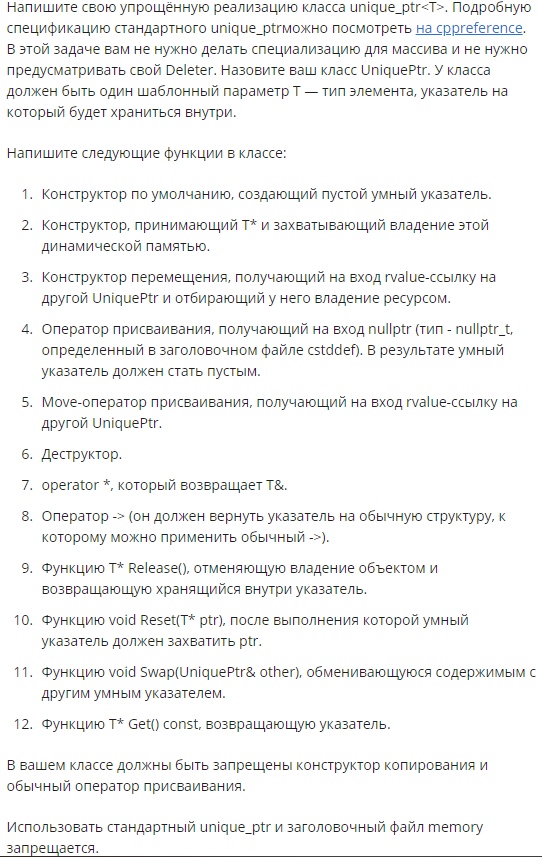 Напишите свою упрощённую реализацию класса unique_ptr<T>. Подробную
спецификацию стандартного unique_ptrможно посмотреть на cppreference.
В этой задаче вам не нужно делать специализацию для массива и не нужно
предусматривать свой Deleter. Назовите ваш класс UniquePtr. У класса
должен быть один шаблонный параметр T — тип элемента, указатель на
который будет храниться внутри.
Напишите следующие функции в классе:
1. Конструктор по умолчанию, создающий пустой умный указатель.
2. Конструктор, принимающий T* и захватывающий владение этой
динамической памятью.
3. Конструктор перемещения, получающий на вход rvalue-ссылку на
другой UniquePtr и отбирающий у него владение ресурсом.
4. Оператор присваивания, получающий на вход nullptr (тип - nullptr_t,
определенный в заголовочном файле cstddef). В результате умный
указатель должен стать пустым.
5. Move-оператор присваивания, получающий на вход rvalue-ссылку на
другой UniquePtr.
6. Деструктор.
7. operator *, который возвращает T&.
8. Оператор -> (он должен вернуть указатель на обычную структуру, к
которому можно применить обычный ->).
9. Функцию T* Release(), отменяющую владение объектом и
возвращающую хранящийся внутри указатель.
10. Функцию void Reset(T* ptr), после выполнения которой умный
указатель должен захватить ptr.
11. Функцию void Swap(UniquePtr& other), обменивающуюся содержимым с
другим умным указателем.
12. Функцию T* Get() const, возвращающую указатель.
В вашем классе должны быть запрещены конструктор копирования и
обычный оператор присваивания.
Использовать стандартный unique_ptr и заголовочный файл memory
запрещается.